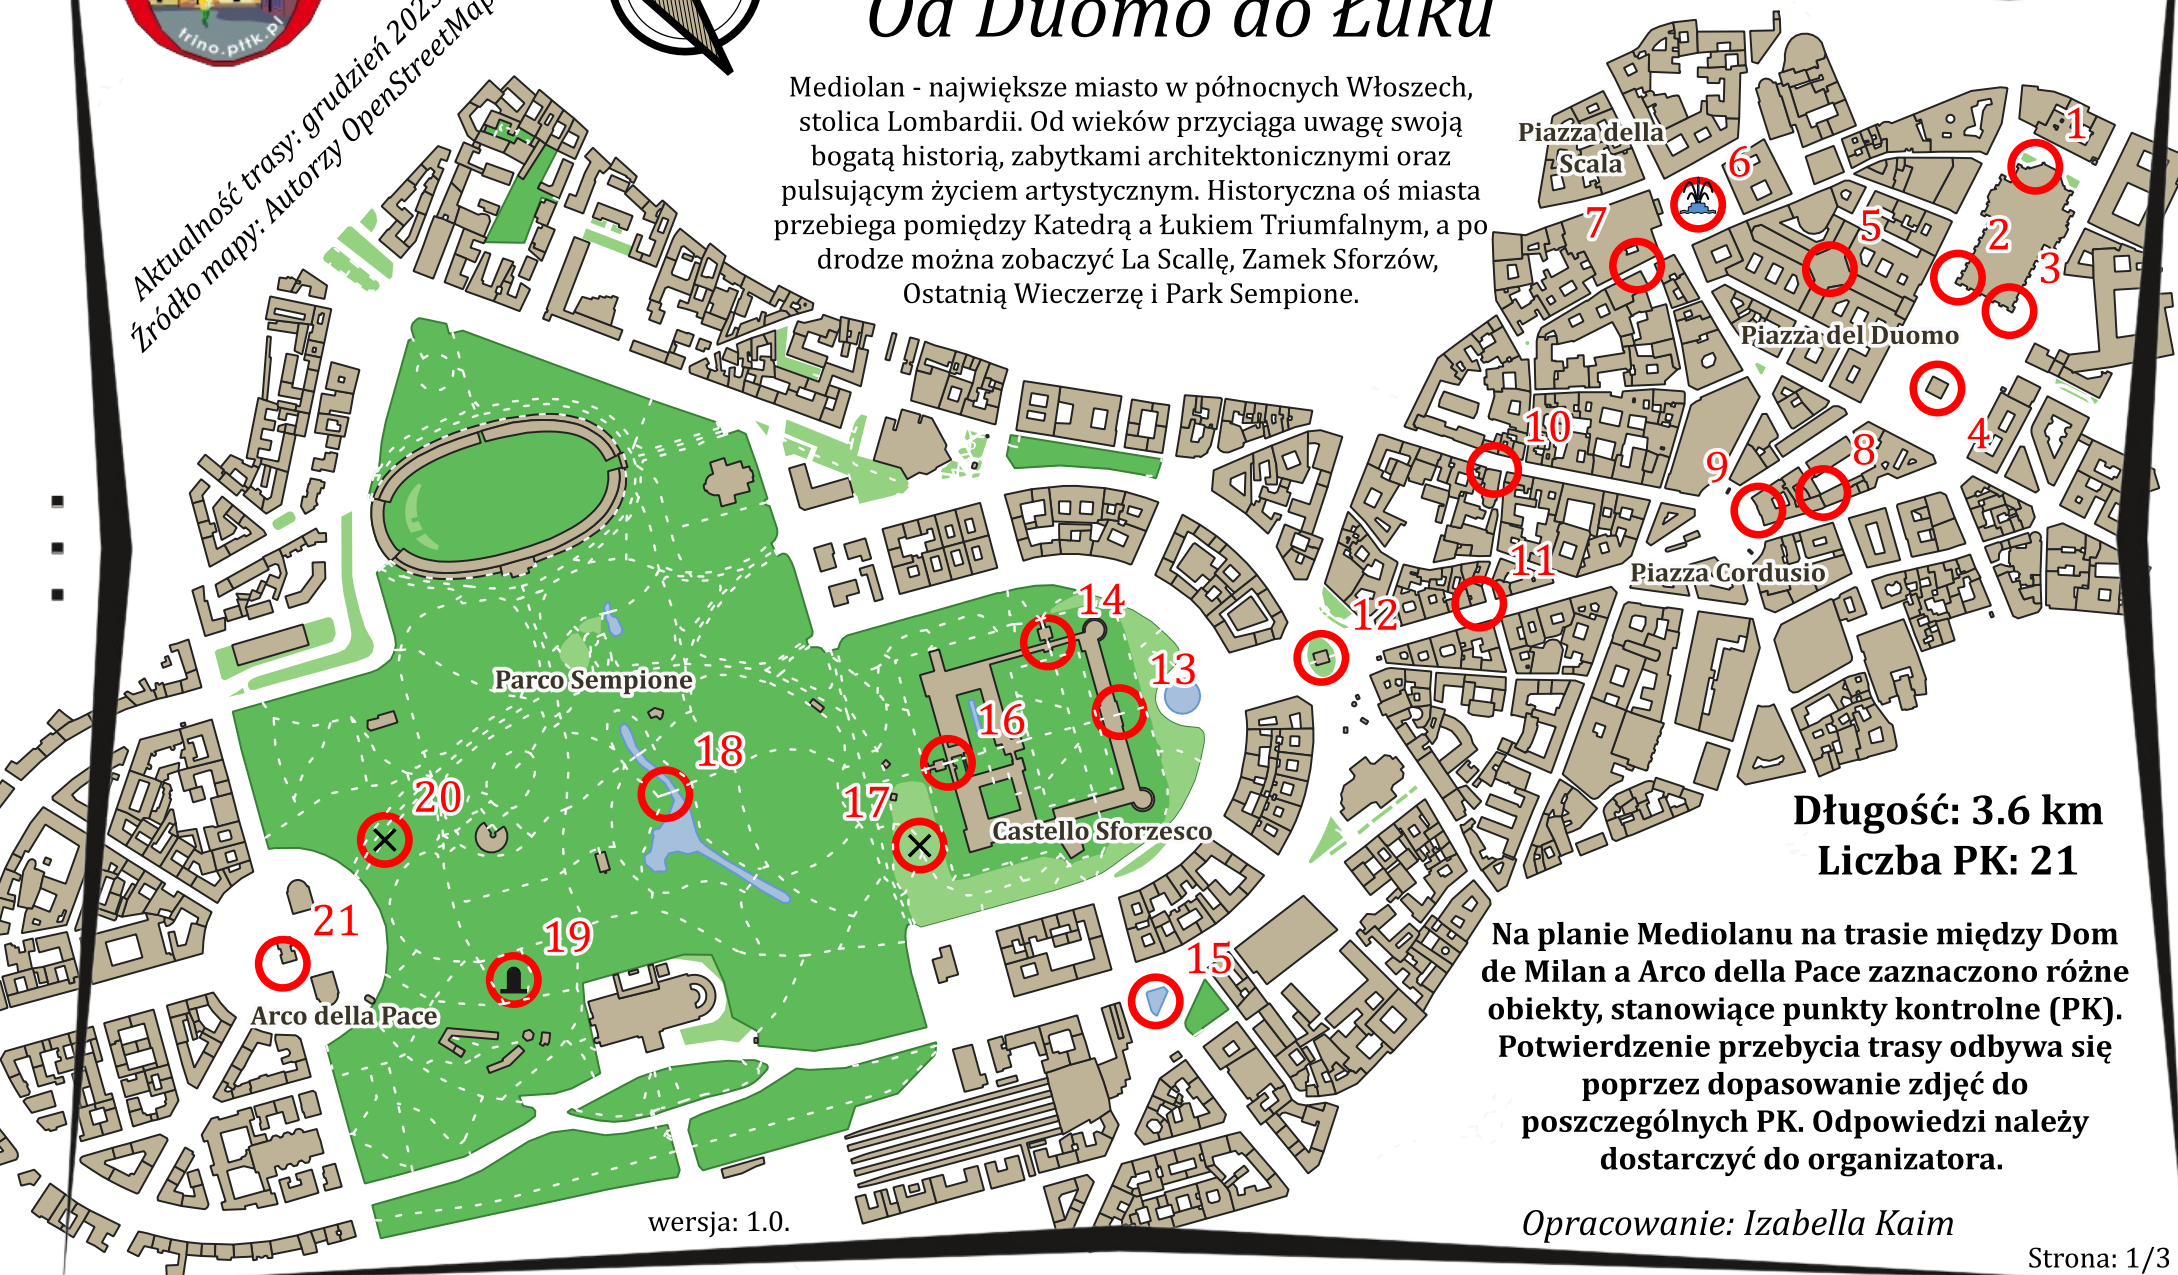 trino.pttk.pl
Aktualność trasy: grudzień 2023
Źródło mapy: Autorzy OpenStreetMap
Od Duomo do Łuku
Mediolan - największe miasto w północnych Włoszech,
stolica Lombardii. Od wieków przyciąga uwagę swoją
bogatą historią, zabytkami architektonicznymi oraz
pulsującym życiem artystycznym. Historyczna oś miasta
przebiega pomiędzy Katedrą a Łukiem Triumfalnym, a po
drodze można zobaczyć La Scallę, Zamek Sforzów,
Ostatnią Wieczerzę i Park Sempione.
Piazza della
Scala
1
6
7
5
2
3
Piazza del Duomo
4
10
8
9
11
Piazza Cordusio
14
12
13
Parco Sempione
16
18
17
20
Castello Sforzesco
21
19
15
Arco della Pace
Długość: 3.6 km
Liczba PK: 21
Na planie Mediolanu na trasie między Dom
de Milan a Arco della Pace zaznaczono różne
obiekty, stanowiące punkty kontrolne (PK).
Potwierdzenie przebycia trasy odbywa się
poprzez dopasowanie zdjęć do
poszczególnych PK. Odpowiedzi należy
dostarczyć do organizatora.
wersja: 1.0.
Opracowanie: Izabella Kaim
Strona: 1/3